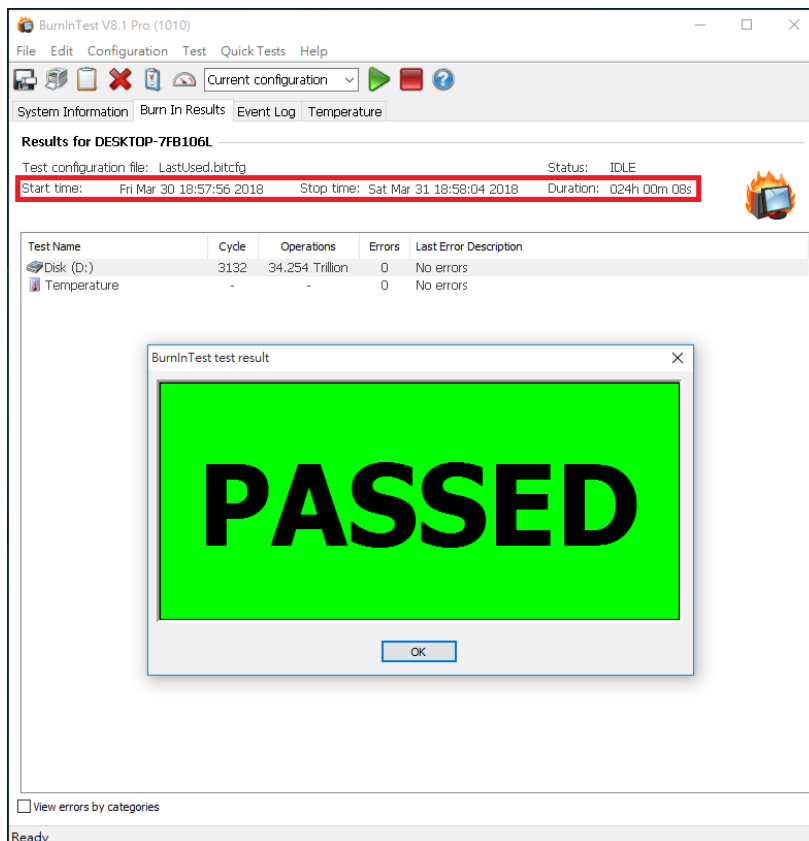 BurnInTest V8.1 Pro (1010)
File Edit Configuration Test Quick Tests Help
Current configuration
System Information Burn In Results Event Log Temperature
Results for DESKTOP-7FB106L
Test configuration file: LastUsed.bitcfg Status: IDLE
Start time: Fri Mar 30 18:57:56 2018 Stop time: Sat Mar 31 18:58:04 2018 Duration: 024h 00m 08s
Test Name Cycle Operations Errors Last Error Description
Disk (D:) 3132 34.254 Trillion 0 No errors
Temperature - - 0 No errors
BurnInTest test result
PASSED
OK
View errors by categories
Ready